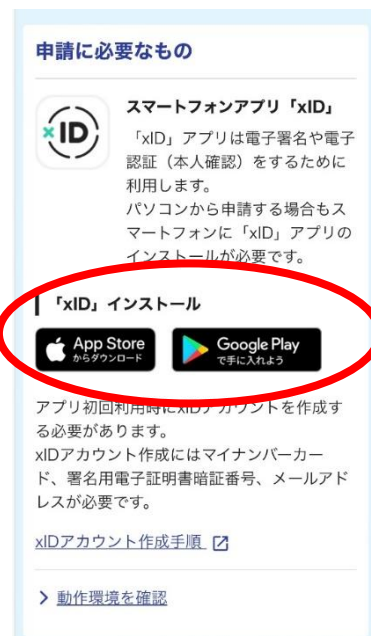 申請に必要なもの
xID
スマートフォンアプリ「xID」
「xID」アプリは電子署名や電子
認証（本人確認）をするために
利用します。
パソコンから申請する場合もス
マートフォンに「xID」アプリの
インストールが必要です。
「xID」インストール
App Store
からダウンロード
Google Play
で手に入れよう
アプリ初回利用時にxIDアカウントを作成す
る必要があります。
xIDアカウント作成にはマイナンバーカー
ド、署名用電子証明書暗証番号、メールアド
レスが必要です。
xIDアカウント作成手順
動作環境を確認